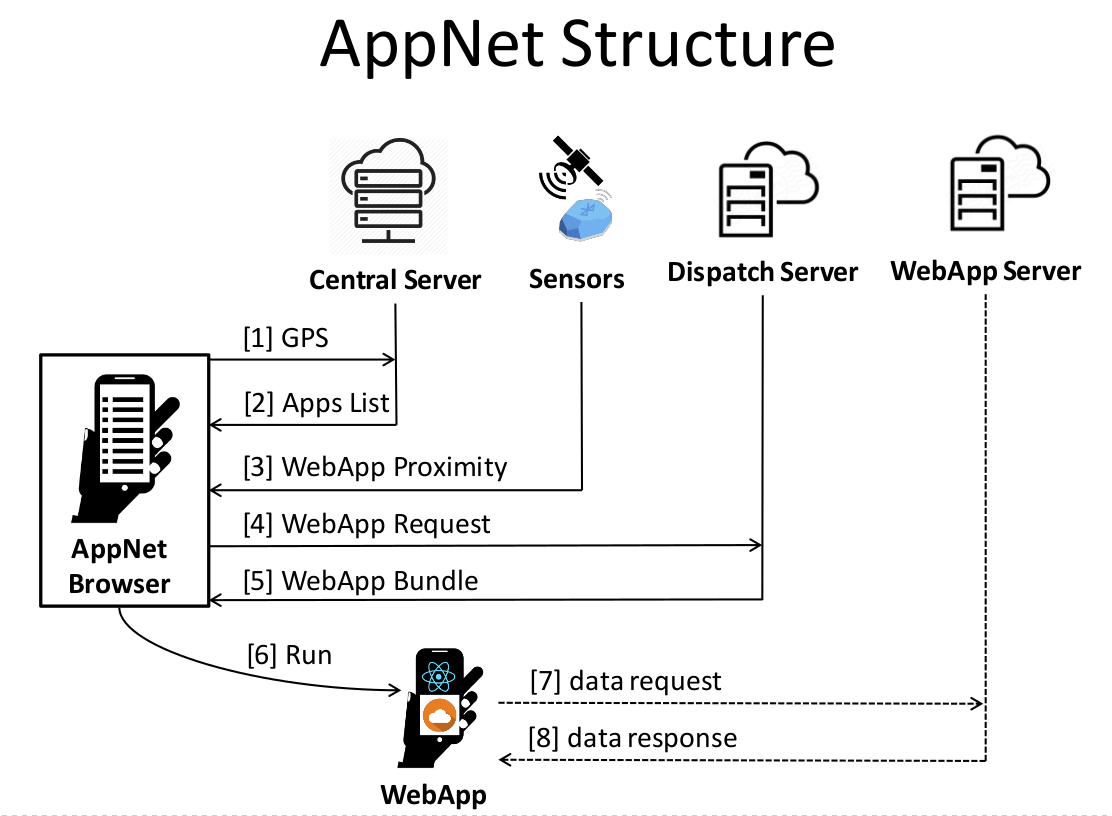 AppNet Structure
Central Server
Sensors
Dispatch Server
WebApp Server
[1] GPS
[2] Apps List
[3] WebApp Proximity
[4] WebApp Request
[5] WebApp Bundle
AppNet
Browser
[6] Run
[7] data request
[8] data response
WebApp